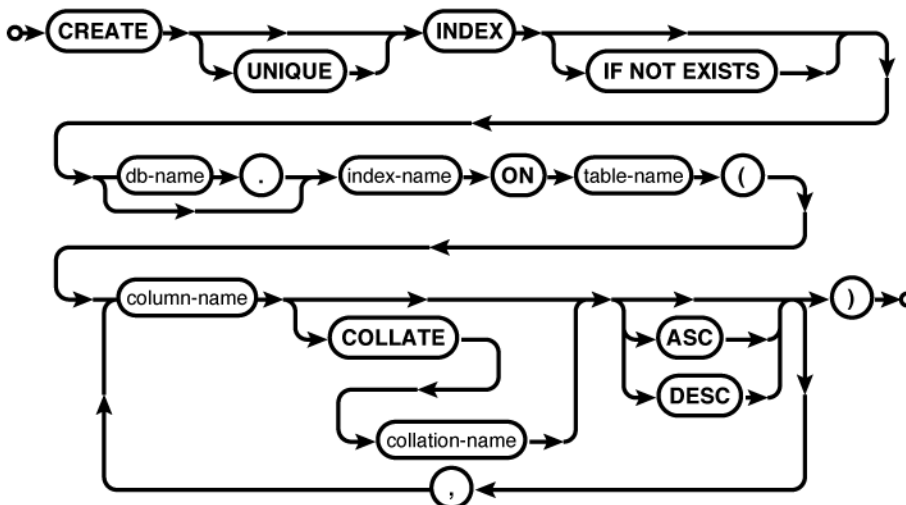 CREATE INDEX
UNIQUE IF NOT EXISTS
db-name . index-name ON table-name (
column-name )
COLLATE ASC
DESC
collation-name
,